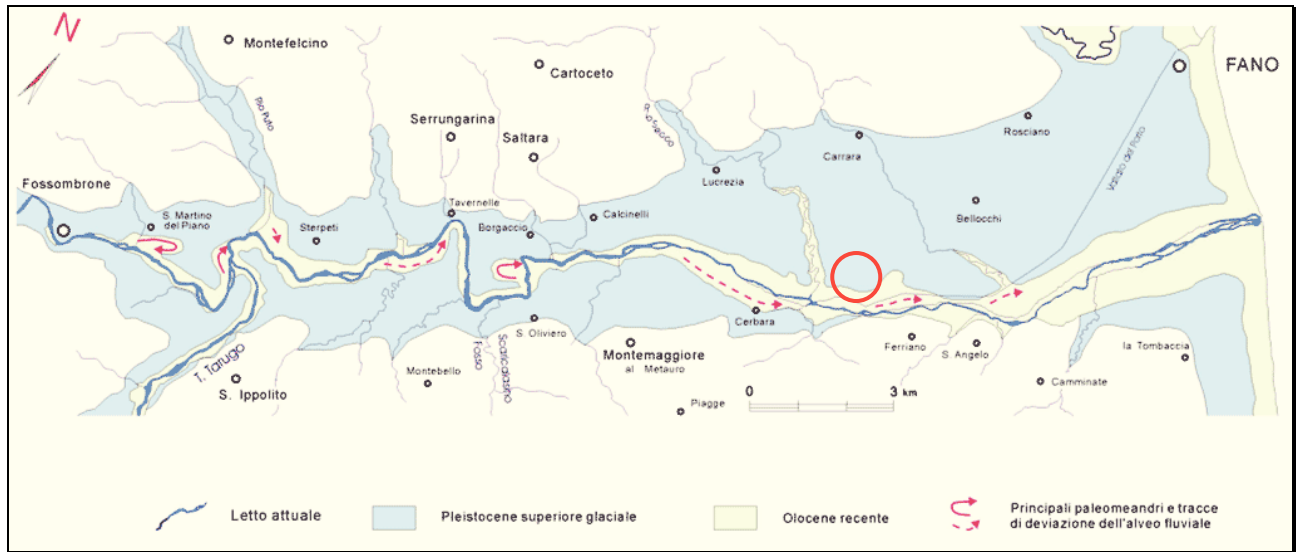 N
Montefelcino
Cartoceto
FANO
Rio Puto
Serrungarina
Saltara
Rosciano
Carrara
Lucrezia
Vallato del Porto
Fossombrone
S. Martino
del Piano
Sterpeti
Tavernelle
Borgaccio
Calcinelli
Bellocchi
Cerbara
T. Tarugo
S. Ippolito
Montebello
Fosso
Scaricalasino
S. Oliviero
Montemaggiore
al Metauro
Piagge
Ferriano
S. Angelo
la Tombaccia
Camminate
0 3 km
Letto attuale
Pleistocene superiore glaciale
Olocene recente
Principali paleomeandri e tracce
di deviazione dell'alveo fluviale